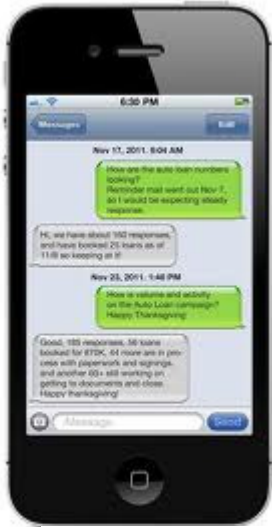 6:30 PM
Messages
Edit
Nov 17, 2011, 9:04 AM
How are the auto loan numbers
looking?
Reminder mail went out Nov 7,
so I would be expecting steady
response.
Hi, we have about 160 responses,
and have booked 25 loans as of
11/8 so keeping at it!
Nov 23, 2011, 1:40 PM
How is volume and activity
on the Auto Loan campaign?
Happy Thanksgiving!
Good, 185 responses, 56 loans
booked for 870K, 44 more are in pro-
cess with paperwork and signings,
and another 60+ still working on
getting to documents and close.
Happy thanksgiving!
Message
Send